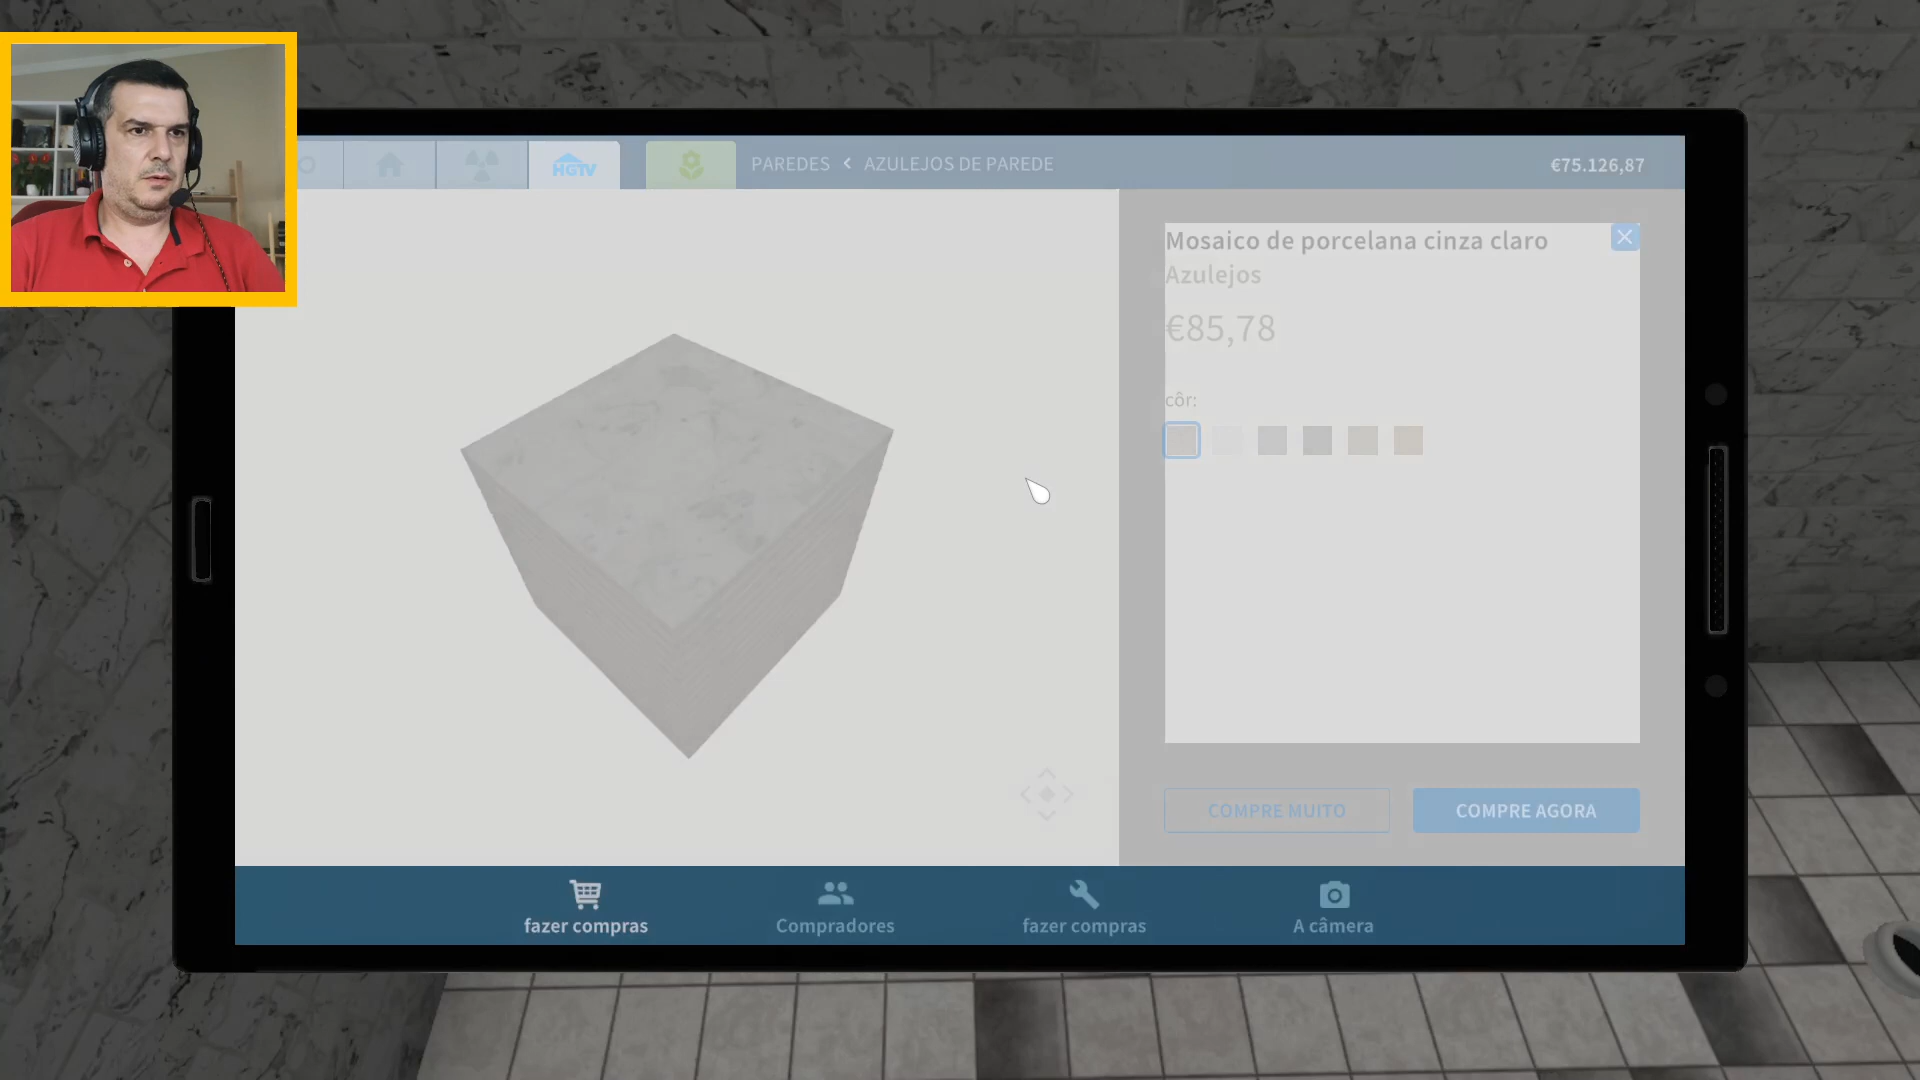 HGTV
PAREDES < AZULEJOS DE PAREDE
€75.126,87
Mosaico de porcelana cinza claro
Azulejos
€85,78
côr:
COMPRE MUITO
COMPRE AGORA
fazer compras
Compradores
fazer compras
A câmera